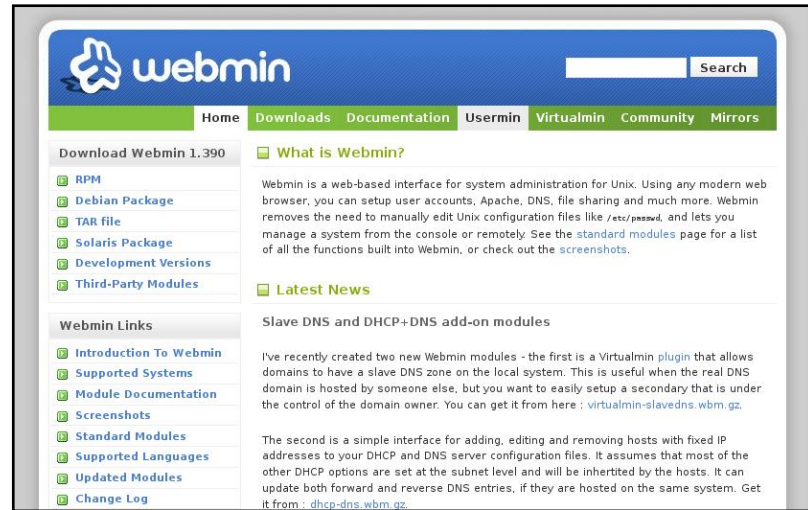 webmin
Search
Home Downloads Documentation Usermin Virtualmin Community Mirrors
Download Webmin 1.390
RPM
Debian Package
TAR file
Solaris Package
Development Versions
Third-Party Modules
Webmin Links
Introduction To Webmin
Supported Systems
Module Documentation
Screenshots
Standard Modules
Supported Languages
Updated Modules
Change Log
What is Webmin?
Webmin is a web-based interface for system administration for Unix. Using any modern web
browser, you can setup user accounts, Apache, DNS, file sharing and much more. Webmin
removes the need to manually edit Unix configuration files like /etc/passwd, and lets you
manage a system from the console or remotely. See the standard modules page for a list
of all the functions built into Webmin, or check out the screenshots.
Latest News
Slave DNS and DHCP+DNS add-on modules
I've recently created two new Webmin modules - the first is a Virtualmin plugin that allows
domains to have a slave DNS zone on the local system. This is useful when the real DNS
domain is hosted by someone else, but you want to easily setup a secondary that is under
the control of the domain owner. You can get it from here : virtualmin-slavedns.wbm.gz.
The second is a simple interface for adding, editing and removing hosts with fixed IP
addresses to your DHCP and DNS server configuration files. It assumes that most of the
other DHCP options are set at the subnet level and will be inhertited by the hosts. It can
update both forward and reverse DNS entries, if they are hosted on the same system. Get
it from : dhcp-dns.wbm.gz.